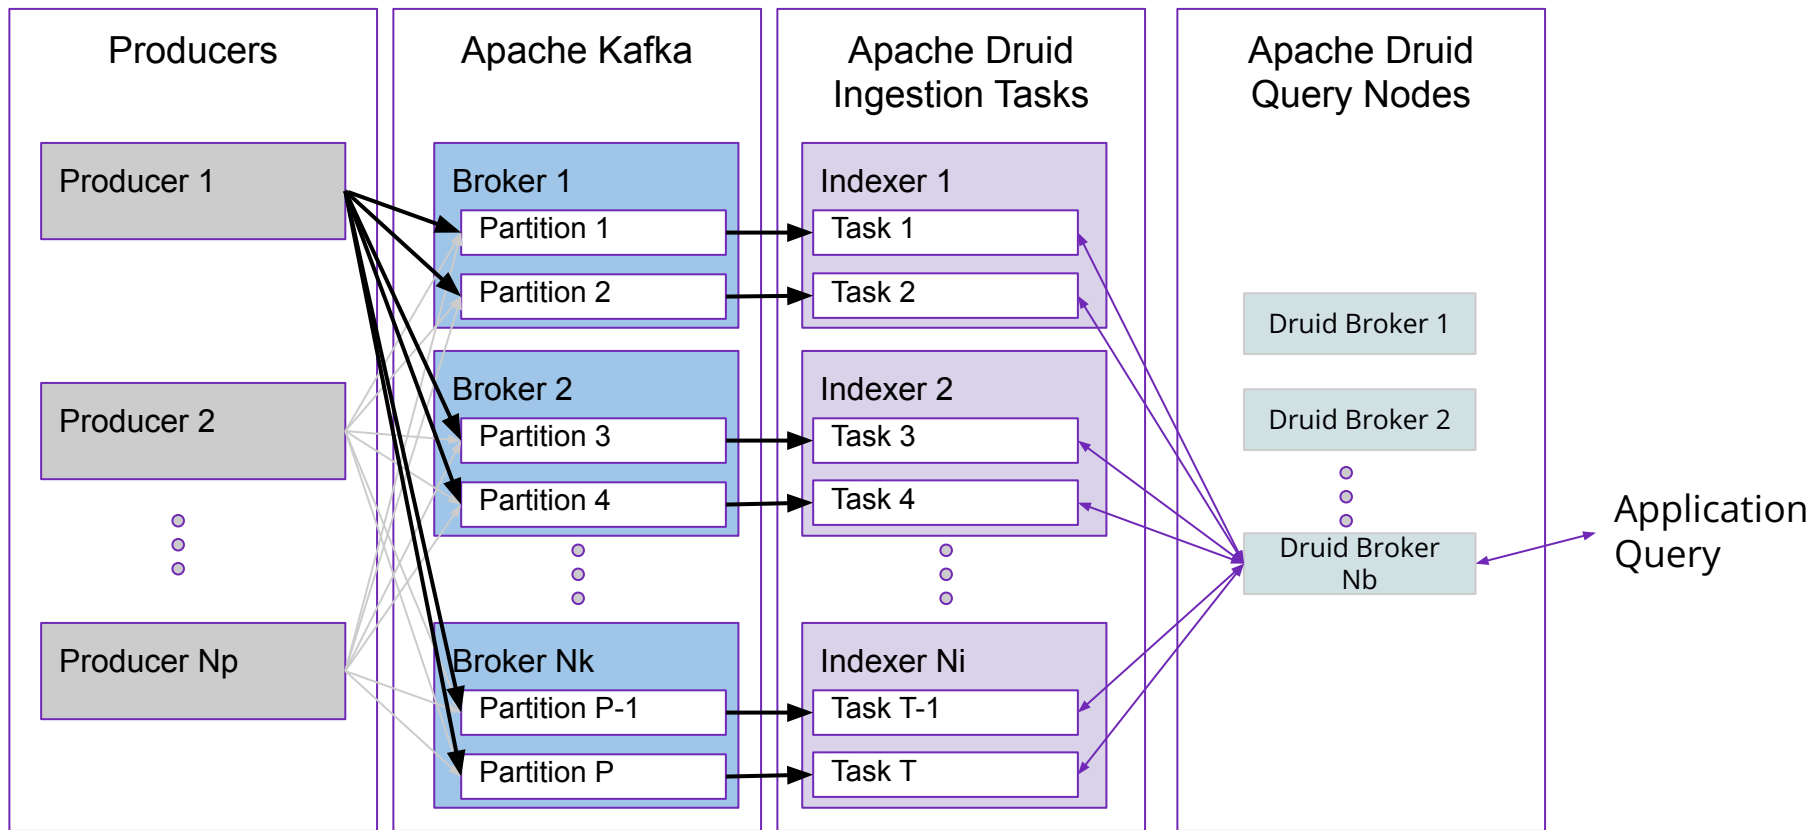 Producers
Producer 1
Producer 2
Producer Np
Apache Kafka
Broker 1
Partition 1
Partition 2
Broker 2
Partition 3
Partition 4
Broker Nk
Partition P-1
Partition P
Apache Druid
Ingestion Tasks
Indexer 1
Task 1
Task 2
Indexer 2
Task 3
Task 4
Indexer Ni
Task T-1
Task T
Apache Druid
Query Nodes
Druid Broker 1
Druid Broker 2
Druid Broker
Nb
Application
Query